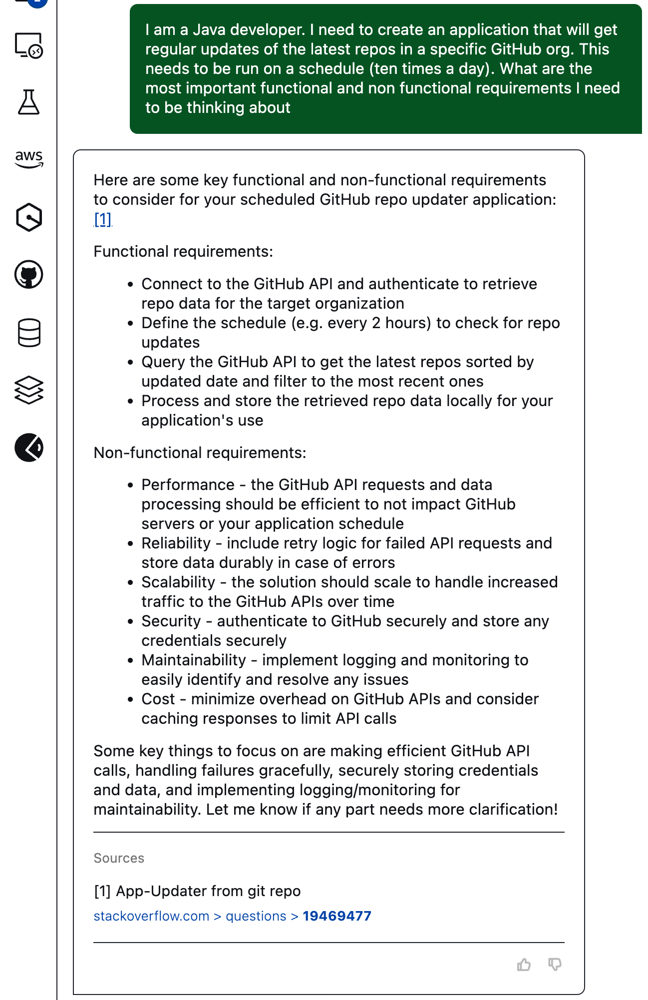 2
I am a Java developer. I need to create an application that will get
regular updates of the latest repos in a specific GitHub org. This
needs to be run on a schedule (ten times a day). What are the
most important functional and non functional requirements I need
to be thinking about
aws
Here are some key functional and non-functional requirements
to consider for your scheduled GitHub repo updater application:
[1]
Functional requirements:
• Connect to the GitHub API and authenticate to retrieve
repo data for the target organization
• Define the schedule (e.g. every 2 hours) to check for repo
updates
• Query the GitHub API to get the latest repos sorted by
updated date and filter to the most recent ones
• Process and store the retrieved repo data locally for your
application's use
Non-functional requirements:
• Performance - the GitHub API requests and data
processing should be efficient to not impact GitHub
servers or your application schedule
• Reliability - include retry logic for failed API requests and
store data durably in case of errors
• Scalability - the solution should scale to handle increased
traffic to the GitHub APIs over time
• Security - authenticate to GitHub securely and store any
credentials securely
• Maintainability - implement logging and monitoring to
easily identify and resolve any issues
• Cost - minimize overhead on GitHub APIs and consider
caching responses to limit API calls
Some key things to focus on are making efficient GitHub API
calls, handling failures gracefully, securely storing credentials
and data, and implementing logging/monitoring for
maintainability. Let me know if any part needs more clarification!
Sources
[1] App-Updater from git repo
stackoverflow.com > questions > 19469477